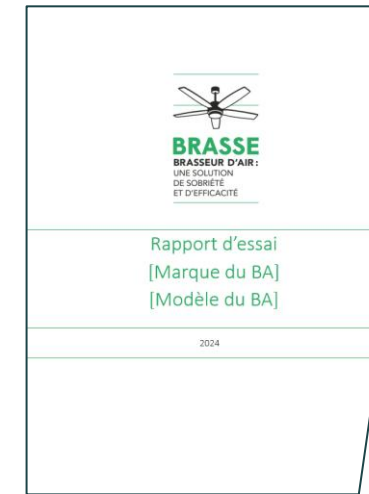 BRASSE
BRASSEUR D'AIR :
UNE SOLUTION
DE SOBRIÉTÉ
ET D'EFFICACITÉ
Rapport d'essai
[Marque du BA]
[Modèle du BA]
2024